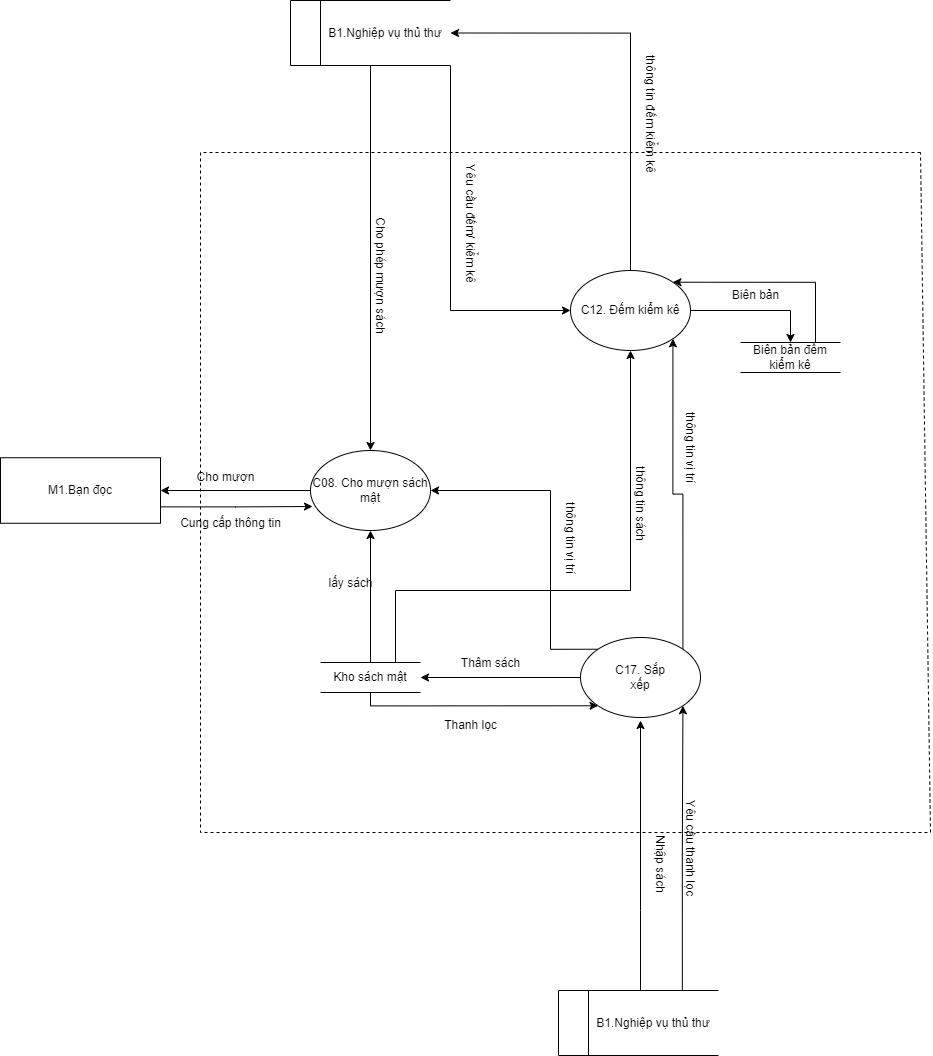 B1.Nghiệp vụ thủ thư
thông tin đếm kiểm kê
Yêu cầu đếm/ kiểm kê
Cho phép mượn sách
C12. Đếm kiểm kê
Biên bản
Biên bản đếm
kiểm kê
thông tin vị trí
Cho mượn
C08. Cho mượn sách
mật
M1.Bạn đọc
Cung cấp thông tin
thông tin sách
thông tin vị trí
lấy sách
Thâm sách
C17. Sắp
xếp
Kho sách mật
Thanh lọc
Yêu cầu thanh lọc
Nhập sách
B1.Nghiệp vụ thủ thư